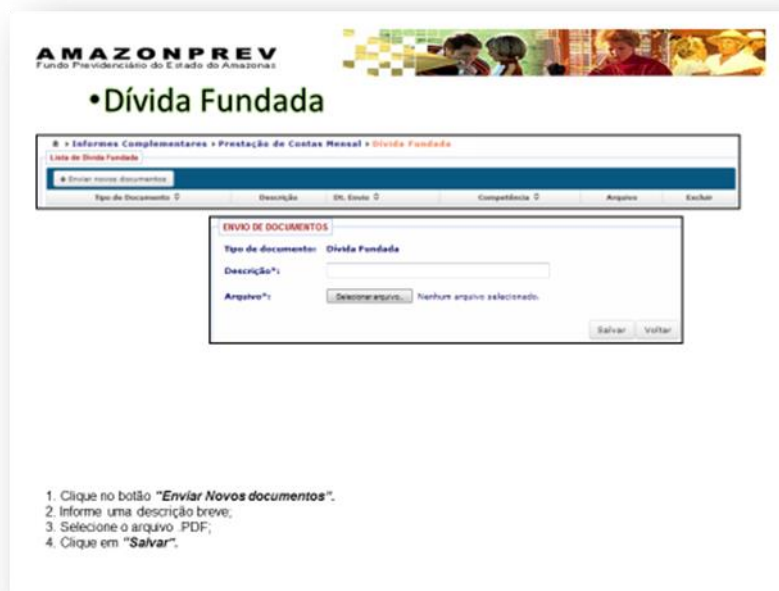 AMAZONPREV
Fundo Previdenciário do Estado do Amazonas
•Dívida Fundada
» Informes Complementares » Prestação de Contas Mensal » Dívida Fundada
Lista de Dívida Fundada
Enviar novos documentos
Tipo de Documento Descrição Dt. Envio Competência Arquivo Excluir
ENVIO DE DOCUMENTOS
Tipo de documento: Dívida Fundada
Descrição*:
Arquivo*: Selecionar arquivo.. Nenhum arquivo selecionado.
Salvar Voltar
1. Clique no botão "Enviar Novos documentos".
2. Informe uma descrição breve;
3. Selecione o arquivo .PDF;
4. Clique em "Salvar".